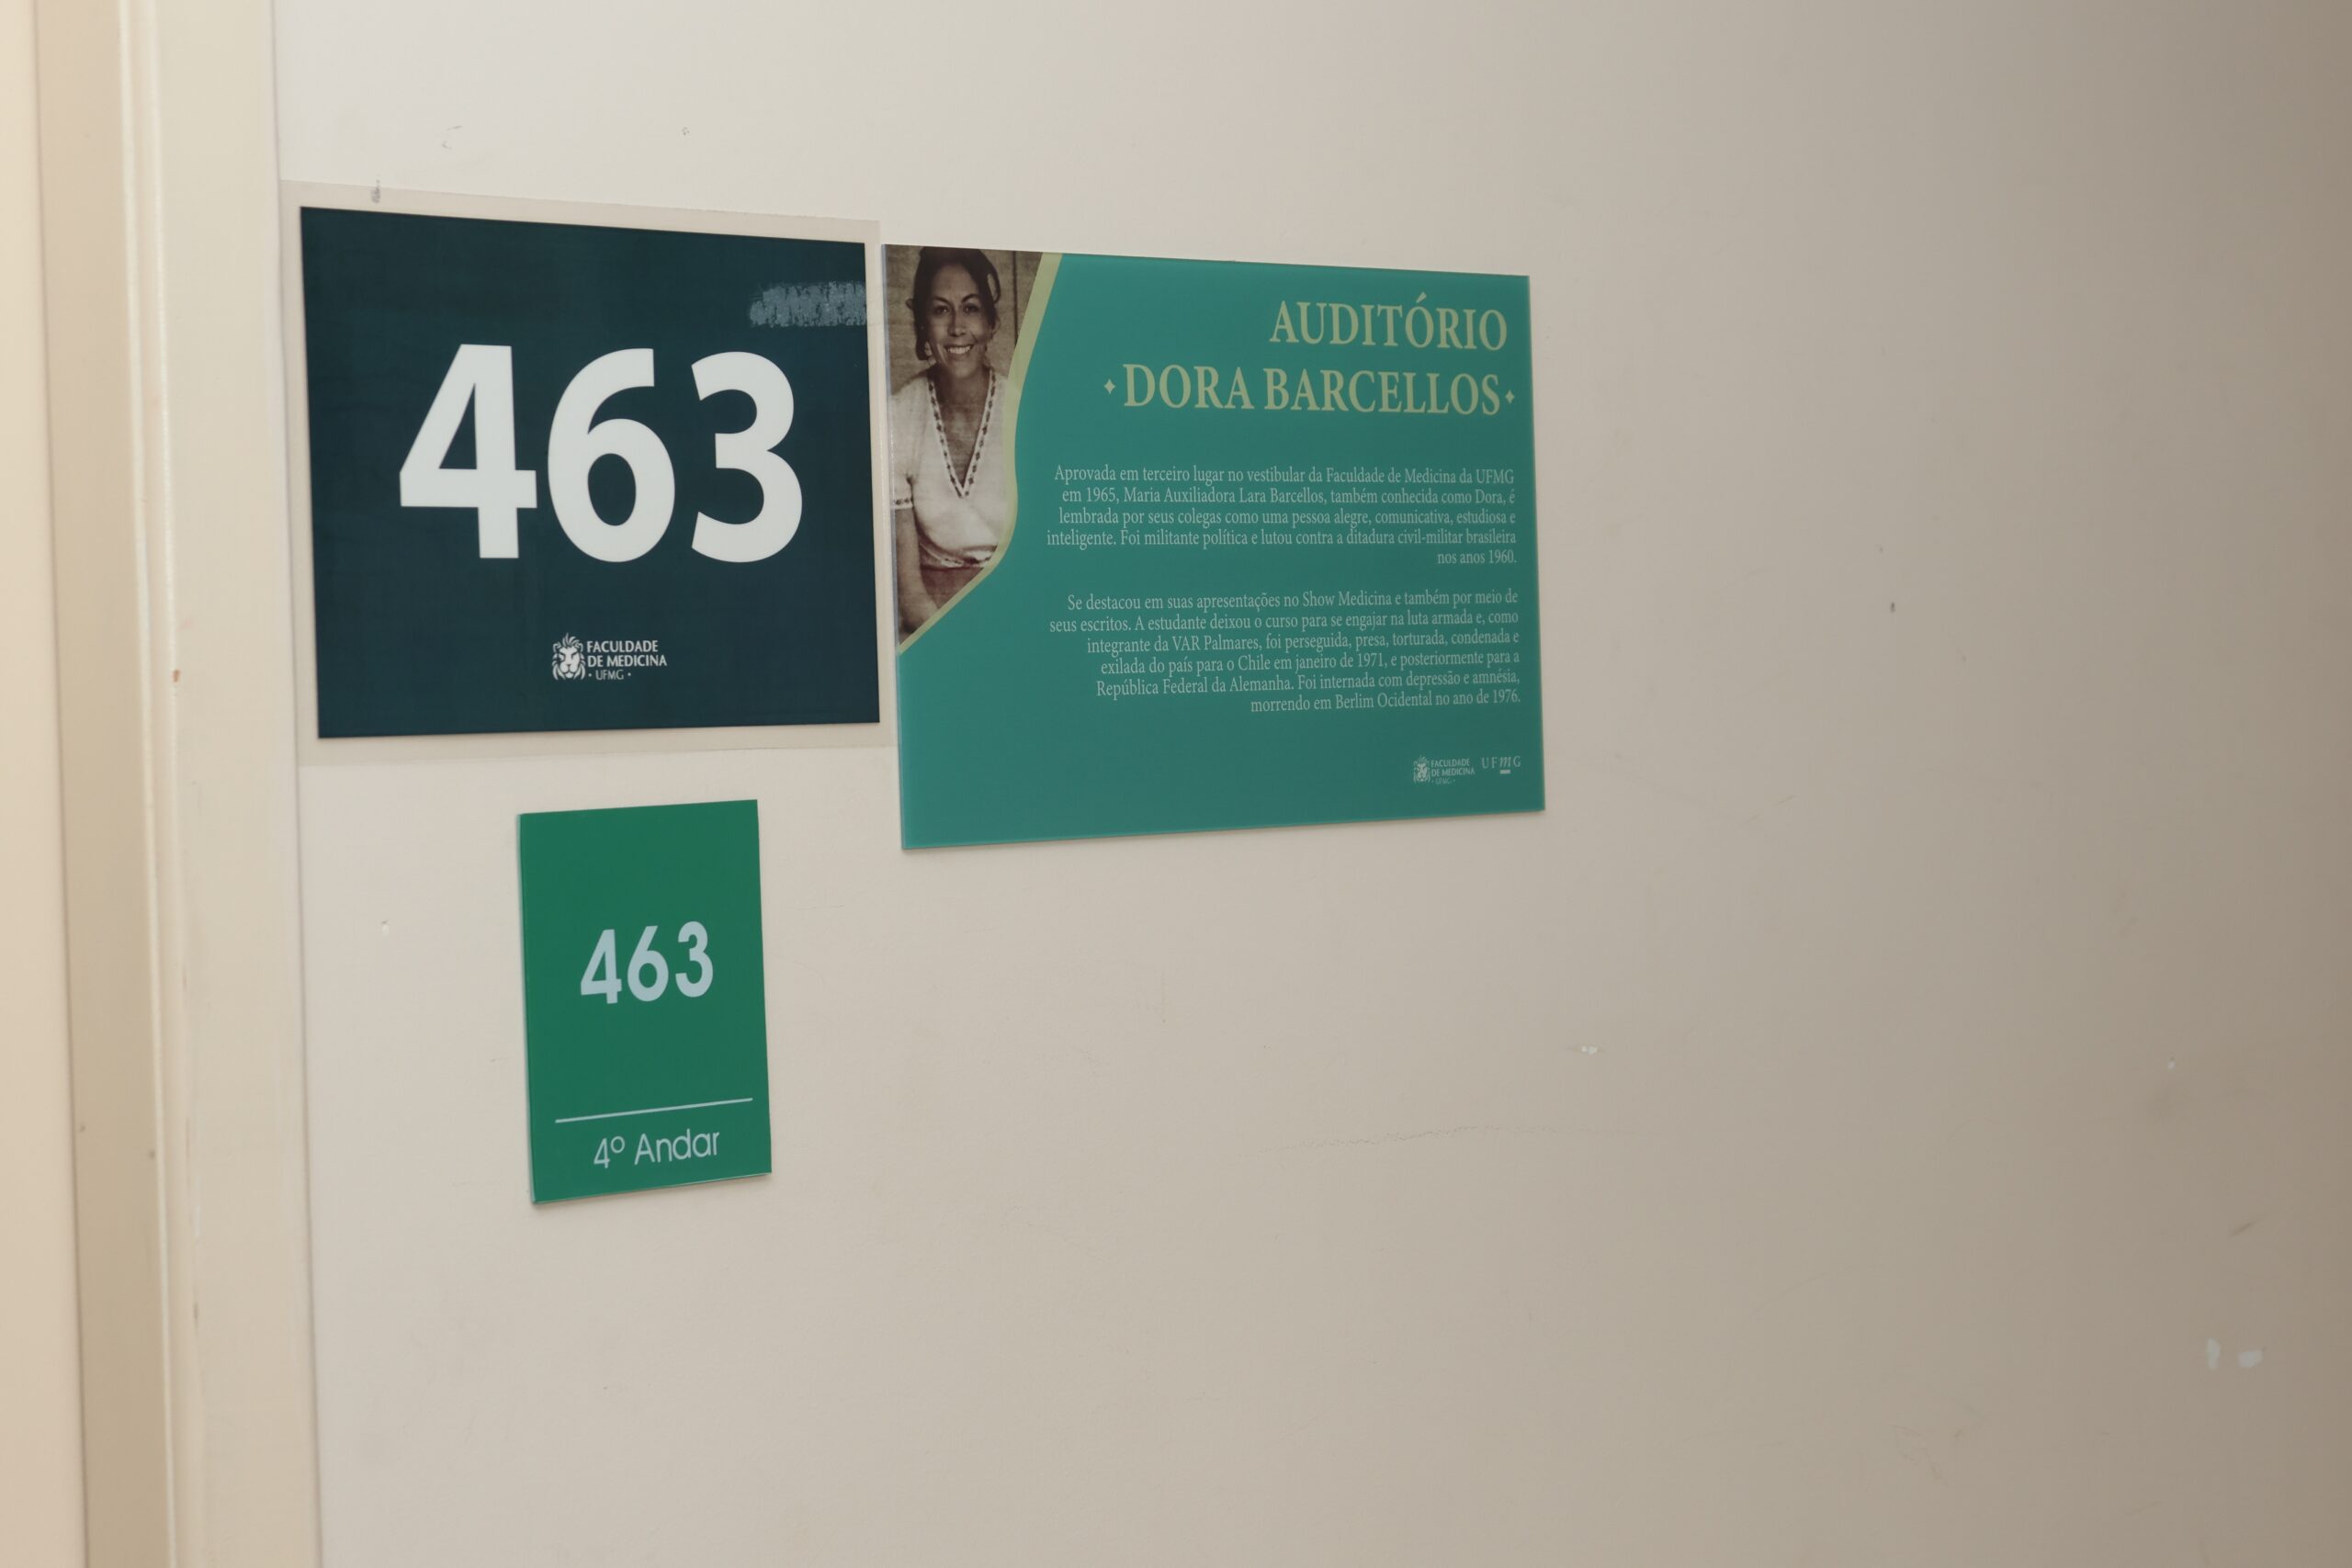 463
FACULDADE
DE MEDICINA
• UFMG •
AUDITÓRIO
DORA BARCELLOS
Aprovada em terceiro lugar no vestibular da Faculdade de Medicina da UFMG
em 1965, Maria Auxiliadora Lara Barcellos, também conhecida como Dora, é
lembrada por seus colegas como uma pessoa alegre, comunicativa, estudiosa e
inteligente. Foi militante política e lutou contra a ditadura civil-militar brasileira
nos anos 1960.
Se destacou em suas apresentações no Show Medicina e também por meio de
seus escritos. A estudante deixou o curso para se engajar na luta armada e, como
integrante da VAR Palmares, foi perseguida, presa, torturada, condenada e
exilada do país para o Chile em janeiro de 1971, e posteriormente para a
República Federal da Alemanha. Foi internada com depressão e amnésia,
morrendo em Berlim Ocidental no ano de 1976.
FACULDADE
DE MEDICINA
• UFMG •
UFmG
463
4º Andar